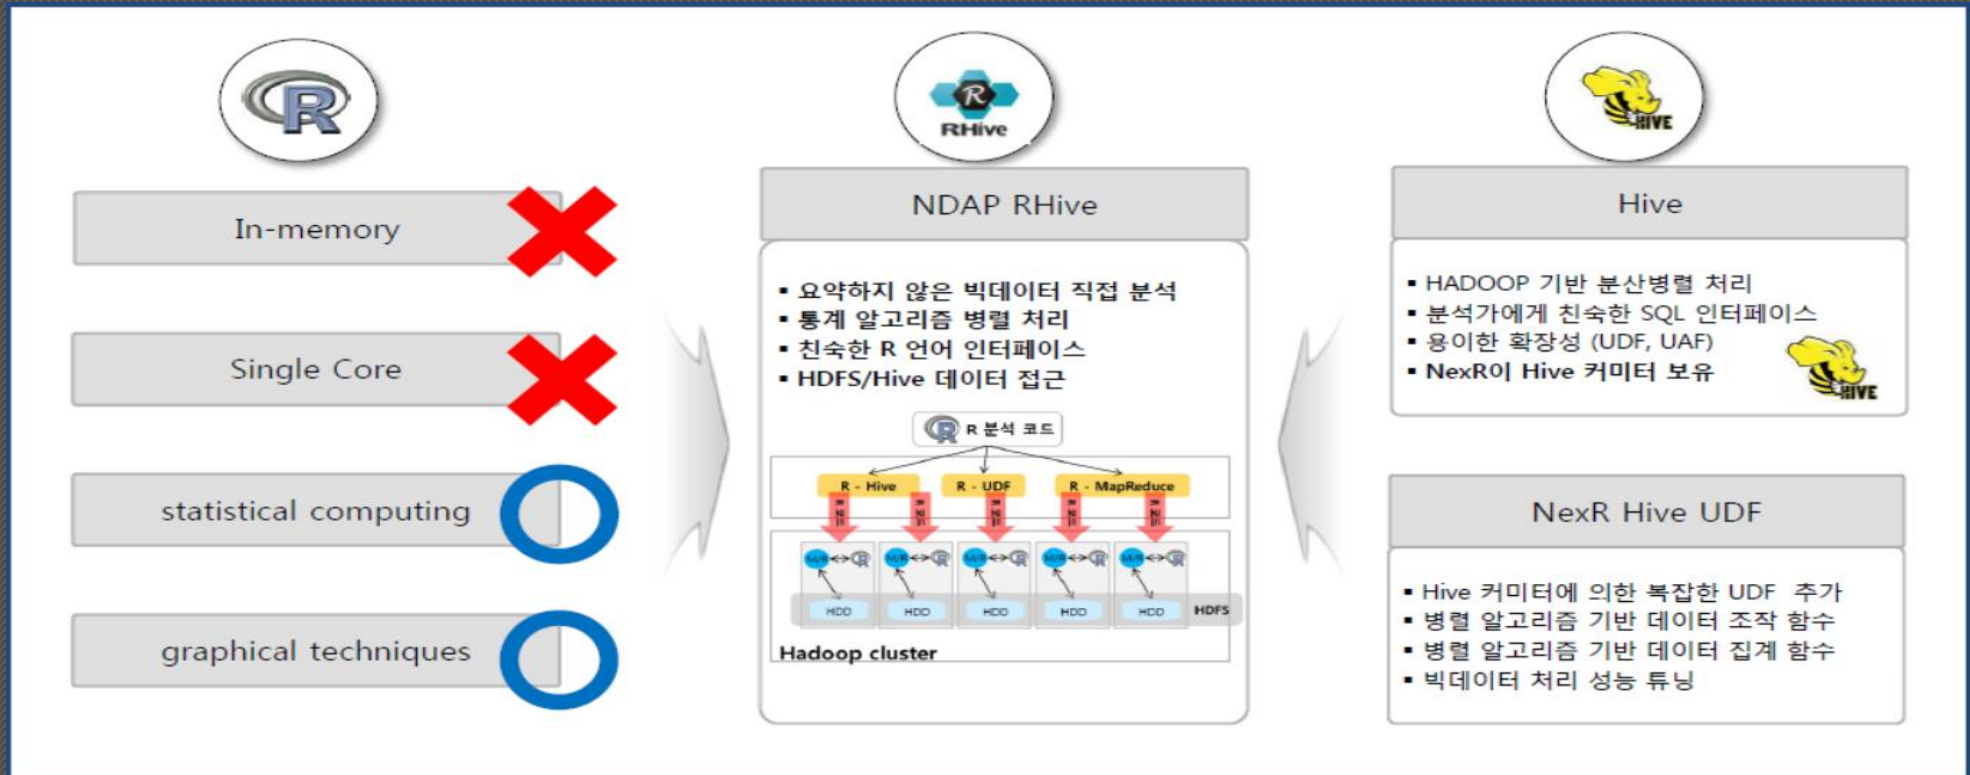 R
In-memory
Single Core
statistical computing
graphical techniques
R
RHive
NDAP RHive
▪ 요약하지 않은 빅데이터 직접 분석
▪ 통계 알고리즘 병렬 처리
▪ 친숙한 R 언어 인터페이스
▪ HDFS/Hive 데이터 접근
R R 분석 코드
R - Hive R - UDF R - MapReduce
M/R R M/R R M/R R M/R R M/R R
HDD HDD HDD HDD HDD HDFS
Hadoop cluster
HIVE
Hive
▪ HADOOP 기반 분산병렬 처리
▪ 분석가에게 친숙한 SQL 인터페이스
▪ 용이한 확장성 (UDF, UAF)
▪ NexR이 Hive 커미터 보유
HIVE
NexR Hive UDF
▪ Hive 커미터에 의한 복잡한 UDF 추가
▪ 병렬 알고리즘 기반 데이터 조작 함수
▪ 병렬 알고리즘 기반 데이터 집계 함수
▪ 빅데이터 처리 성능 튜닝